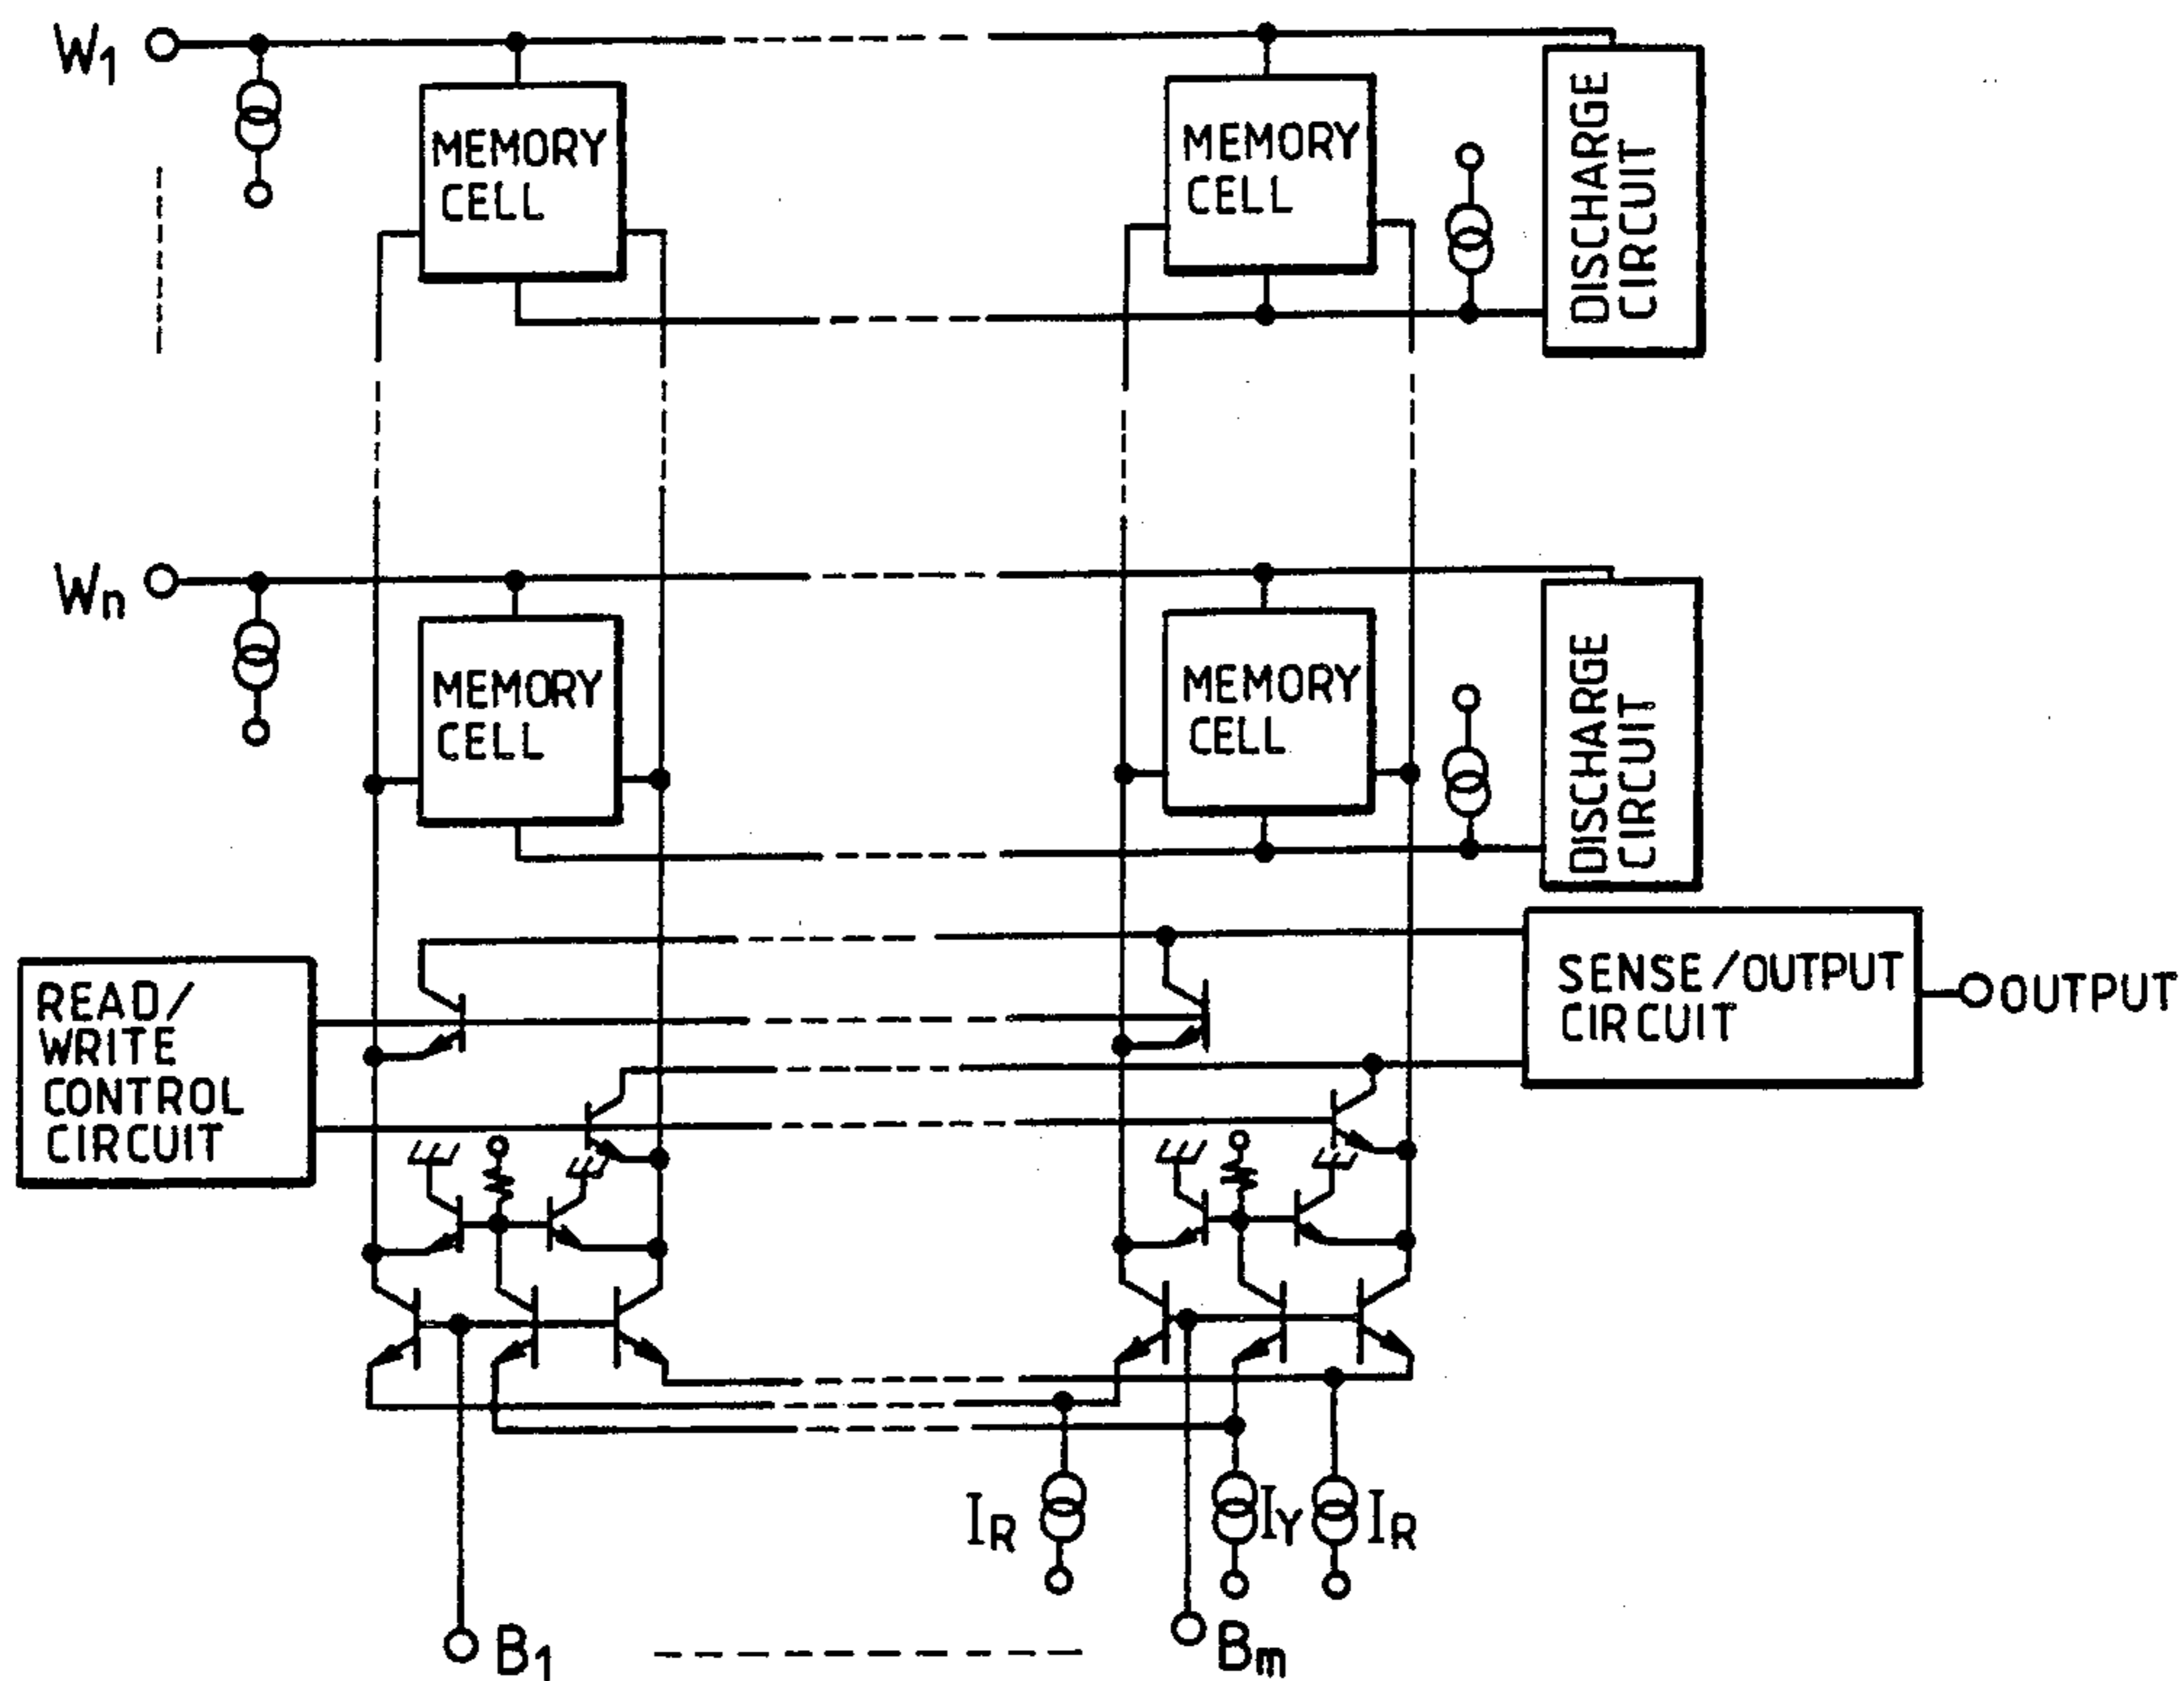 W1
MEMORY
CELL
MEMORY
CELL
DISCHARGE
CIRCUIT
Wn
MEMORY
CELL
MEMORY
CELL
DISCHARGE
CIRCUIT
READ/
WRITE
CONTROL
CIRCUIT
SENSE/OUTPUT
CIRCUIT
OUTPUT
IR
IY
IR
B1
Bm